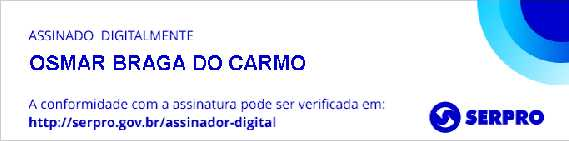 ASSINADO DIGITALMENTE
OSMAR BRAGA DO CARMO
A conformidade com a assinatura pode ser verificada em:
http://serpro.gov.br/assinador-digital
SERPRO